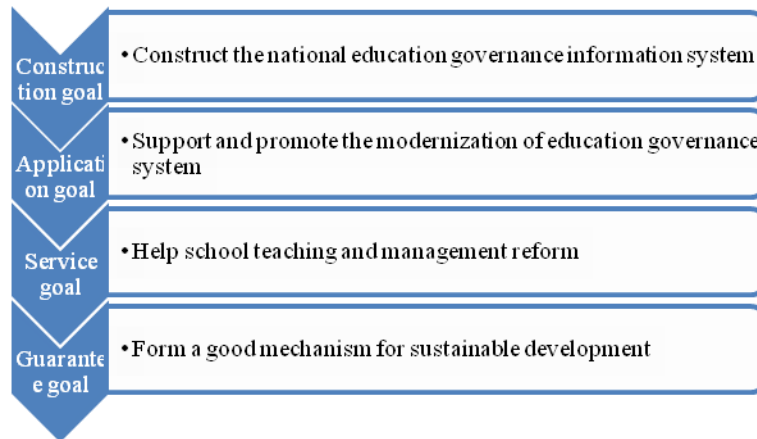 Construc
tion goal
• Construct the national education governance information system
Applicati
on goal
• Support and promote the modernization of education governance
system
Service
goal
• Help school teaching and management reform
Guarante
e goal
• Form a good mechanism for sustainable development